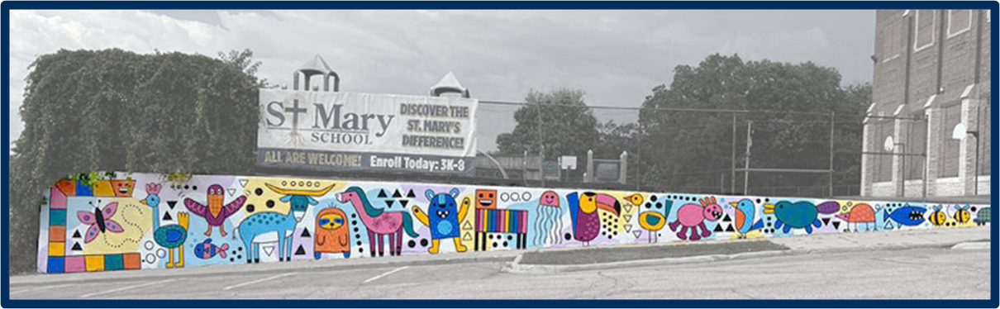 St Mary
SCHOOL
DISCOVER THE
ST. MARY'S
DIFFERENCE!
ALL ARE WELCOME! Enroll Today: 3K-8